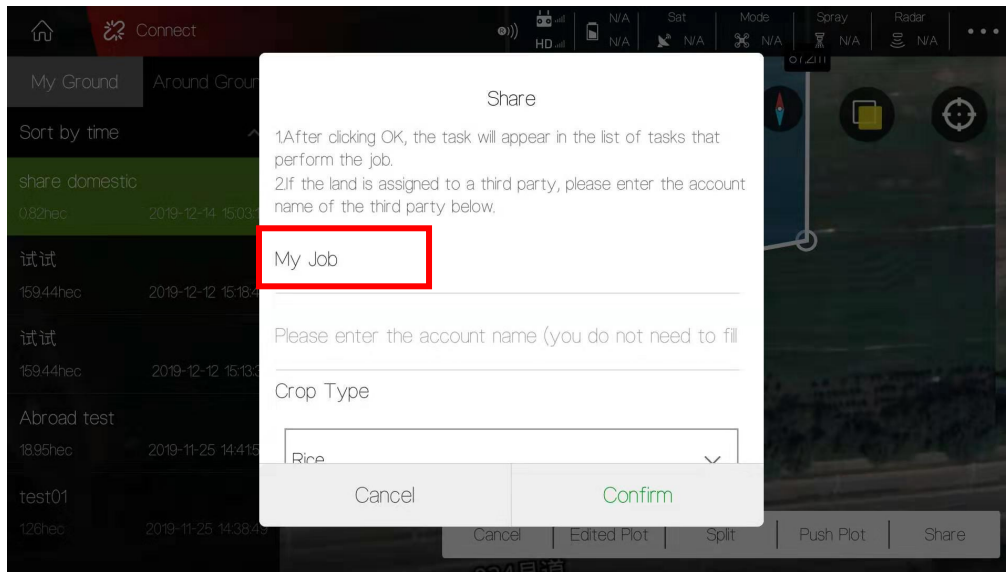 Connect
HD
N/A
N/A
Sat
N/A
Mode
N/A
Spray
N/A
Radar
N/A
My Ground
Around Groun
Sort by time
share domestic
0.82hec 2019-12-14 15:03:1
试试
159.44hec 2019-12-12 15:18:4
试试
159.44hec 2019-12-12 15:13:3
Abroad test
18.95hec 2019-11-25 14:41:5
test01
1.26hec 2019-11-25 14:38:49
Share
1.After clicking OK, the task will appear in the list of tasks that
perform the job.
2.If the land is assigned to a third party, please enter the account
name of the third party below.
My Job
Please enter the account name (you do not need to fill
Crop Type
Rice
Cancel
Confirm
67.2m
Cancel
Edited Plot
Split
Push Plot
Share